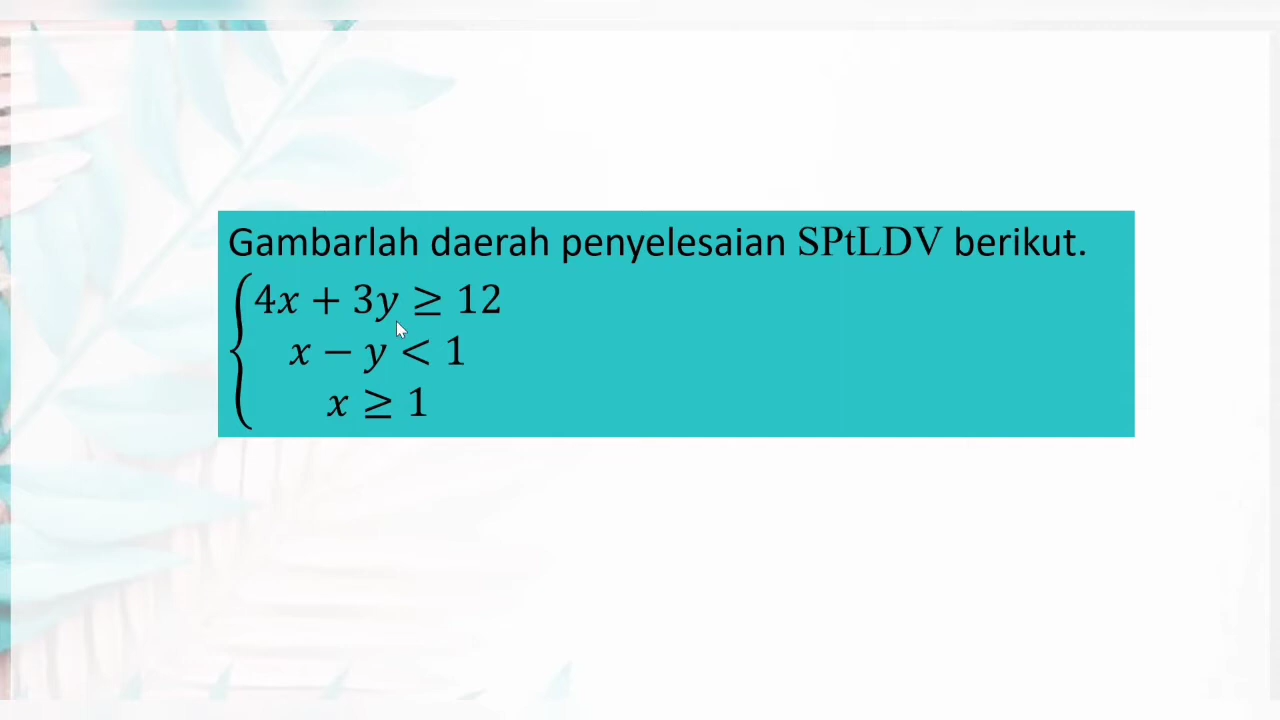 Gambarlah daerah penyelesaian SPtLDV berikut.
4x + 3y ≥ 12
x − y < 1
x ≥ 1